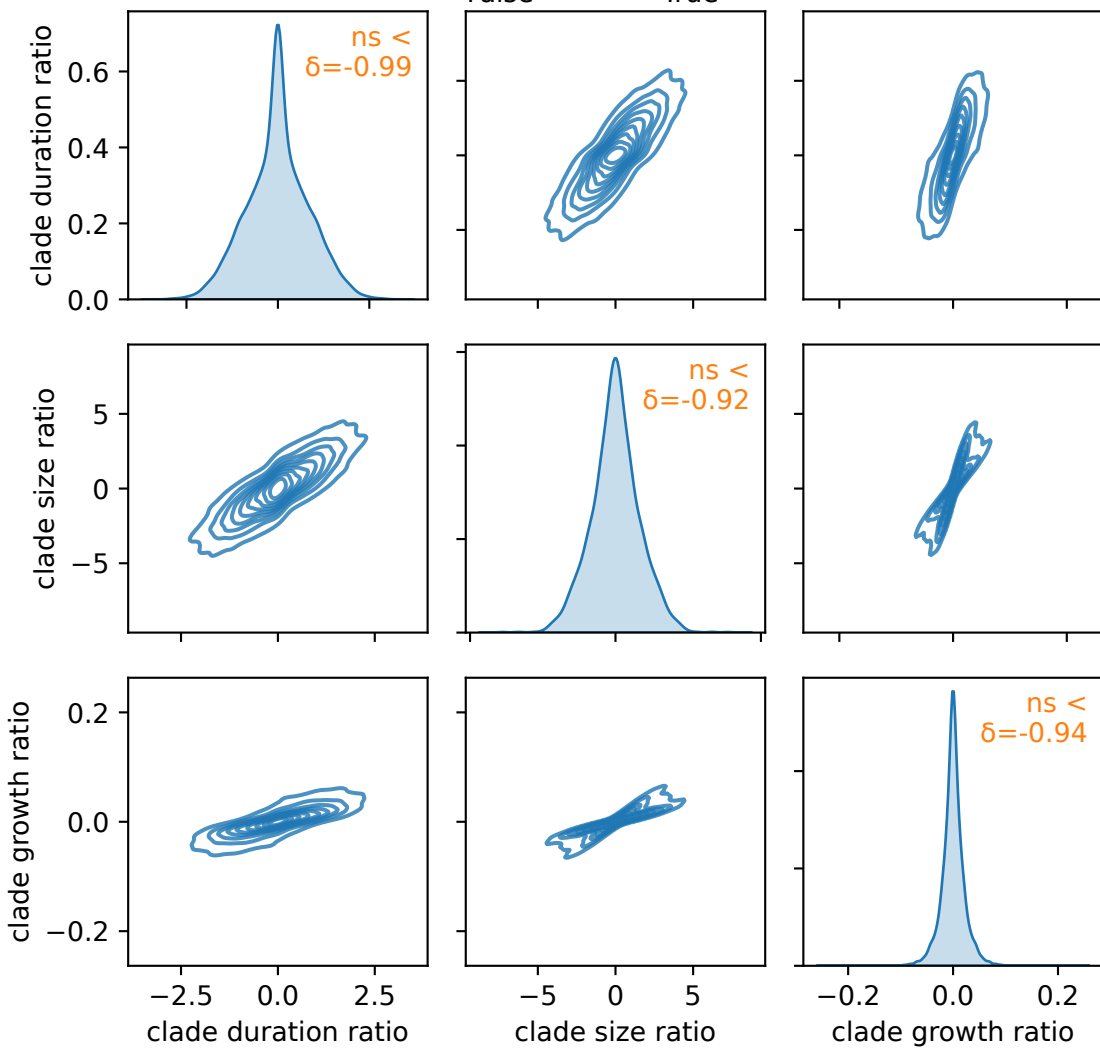 clade duration ratio
0.6
0.4
0.2
0.0
ns <
δ=-0.99
clade size ratio
5
0
−5
ns <
δ=-0.92
clade growth ratio
0.2
0.0
−0.2
ns <
δ=-0.94
−2.5 0.0 2.5
−5 0 5
−0.2 0.0 0.2
clade duration ratio
clade size ratio
clade growth ratio